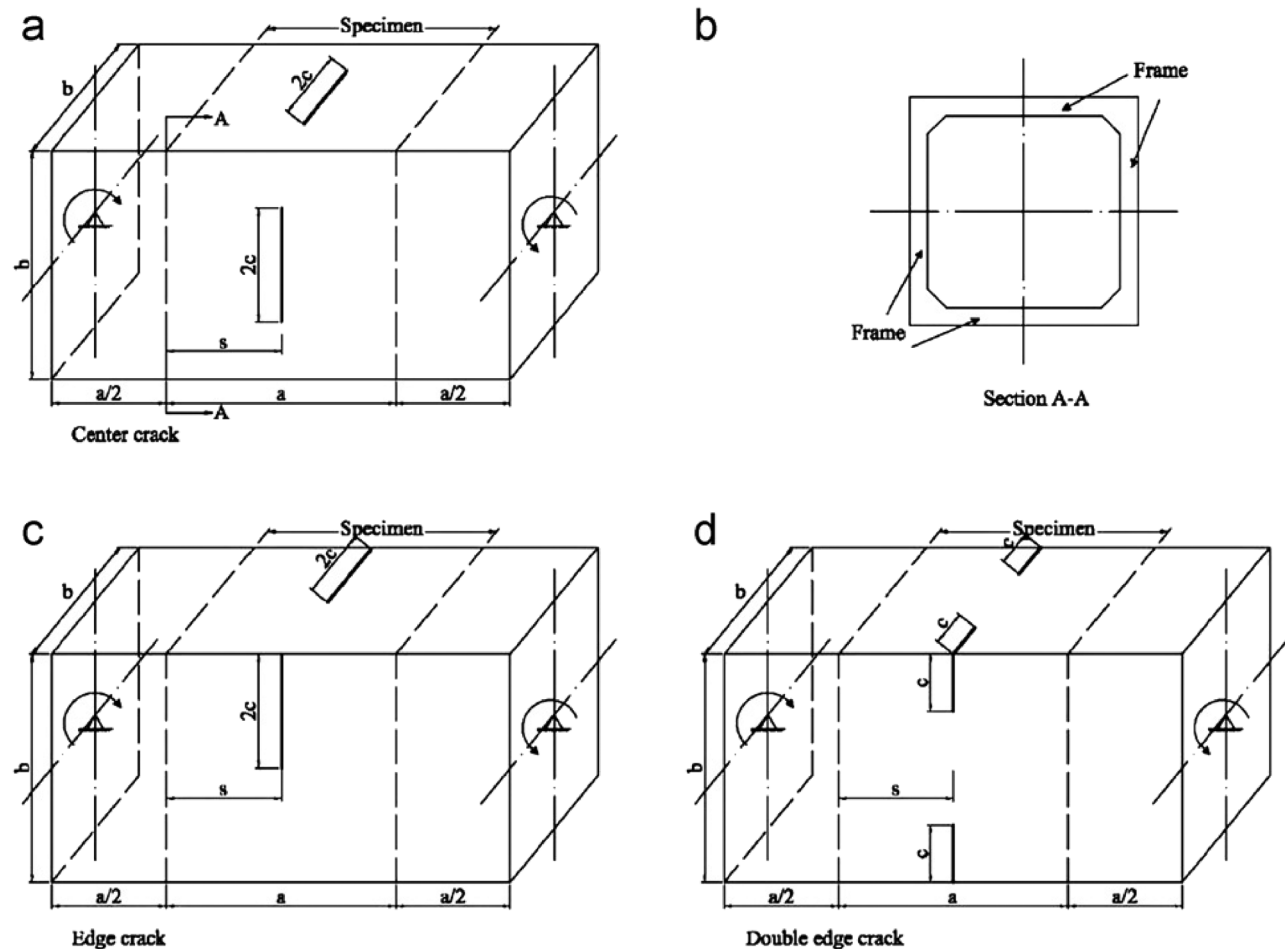 a
Specimen
b
2c
A
b
2c
s
a/2
a
a/2
A
Center crack
b
Frame
Frame
Section A-A
c
Specimen
b
2c
b
2c
s
a/2
a
a/2
Edge crack
d
Specimen
b
c
c
b
c
s
c
a/2
a
a/2
Double edge crack